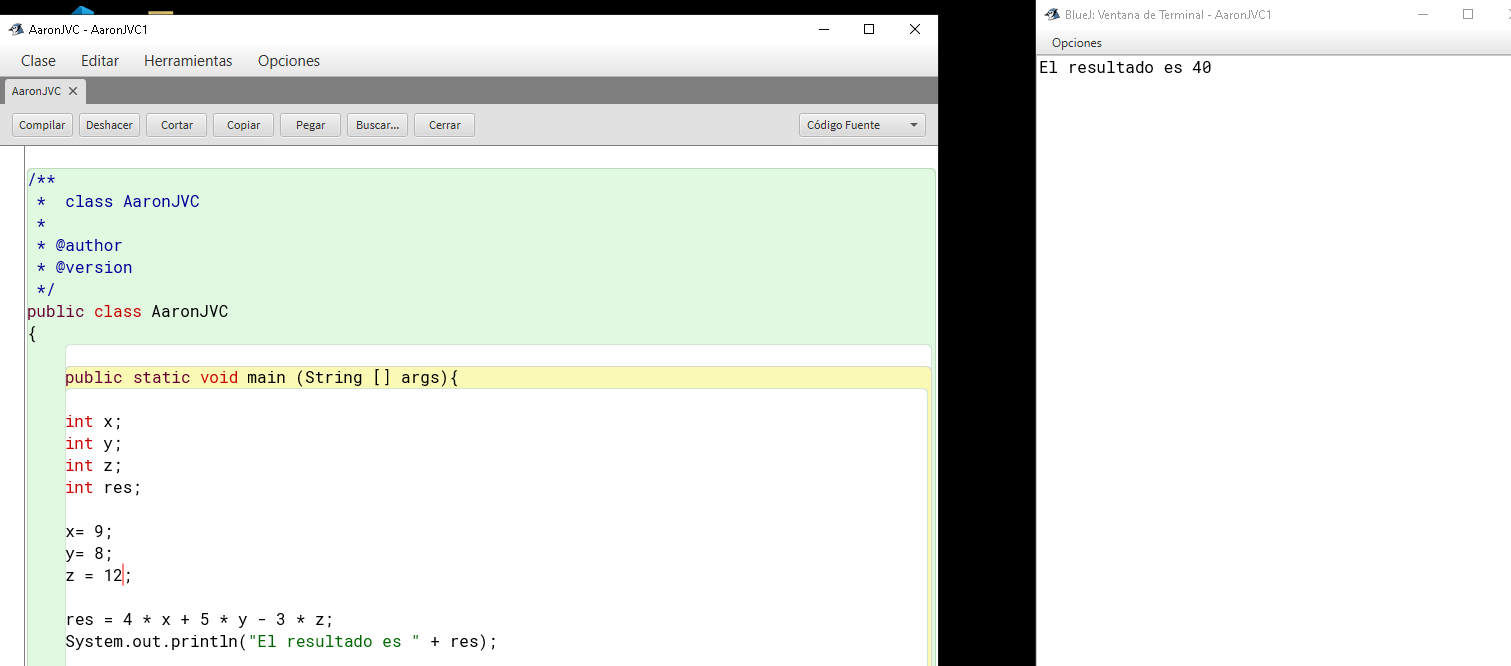 AaronJVC - AaronJVC1
Clase Editar Herramientas Opciones
AaronJVC
Compilar Deshacer Cortar Copiar Pegar Buscar... Cerrar Código Fuente
/**
*  class AaronJVC
*
* @author
* @version
*/
public class AaronJVC
{
public static void main (String [] args){
int x;
int y;
int z;
int res;
x= 9;
y= 8;
z = 12;
res = 4 * x + 5 * y - 3 * z;
System.out.println("El resultado es " + res);
BlueJ: Ventana de Terminal - AaronJVC1
Opciones
El resultado es 40